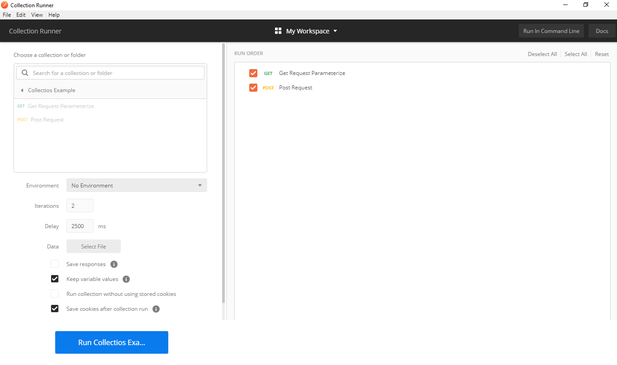 Collection Runner
File Edit View Help
Collection Runner
My Workspace
Run In Command Line
Docs
Choose a collection or folder
Search for a collection or folder
Collectios Example
GET Get Request Parameterize
POST Post Request
Environment No Environment
Iterations 2
Delay 2500 ms
Data Select File
Save responses
Keep variable values
Run collection without using stored cookies
Save cookies after collection run
Run Collectios Exa...
RUN ORDER
Deselect All Select All Reset
GET Get Request Parameterize
POST Post Request